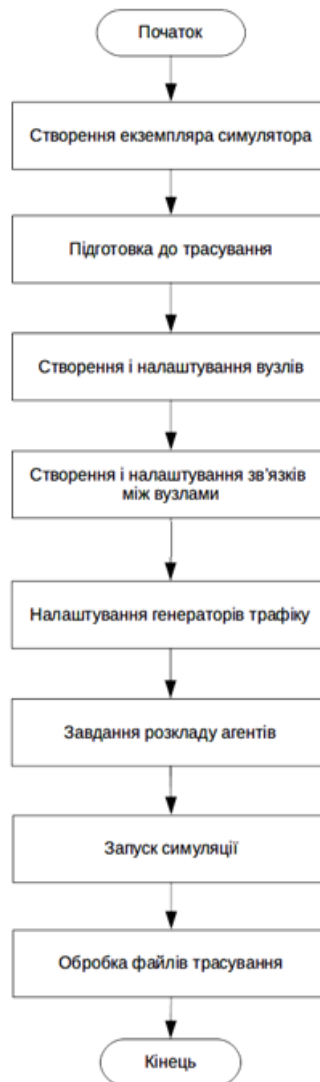 Початок
Створення екземпляра симулятора
Підготовка до трасування
Створення і налаштування вузлів
Створення і налаштування зв'язків
між вузлами
Налаштування генераторів трафіку
Завдання розкладу агентів
Запуск симуляції
Обробка файлів трасування
Кінець